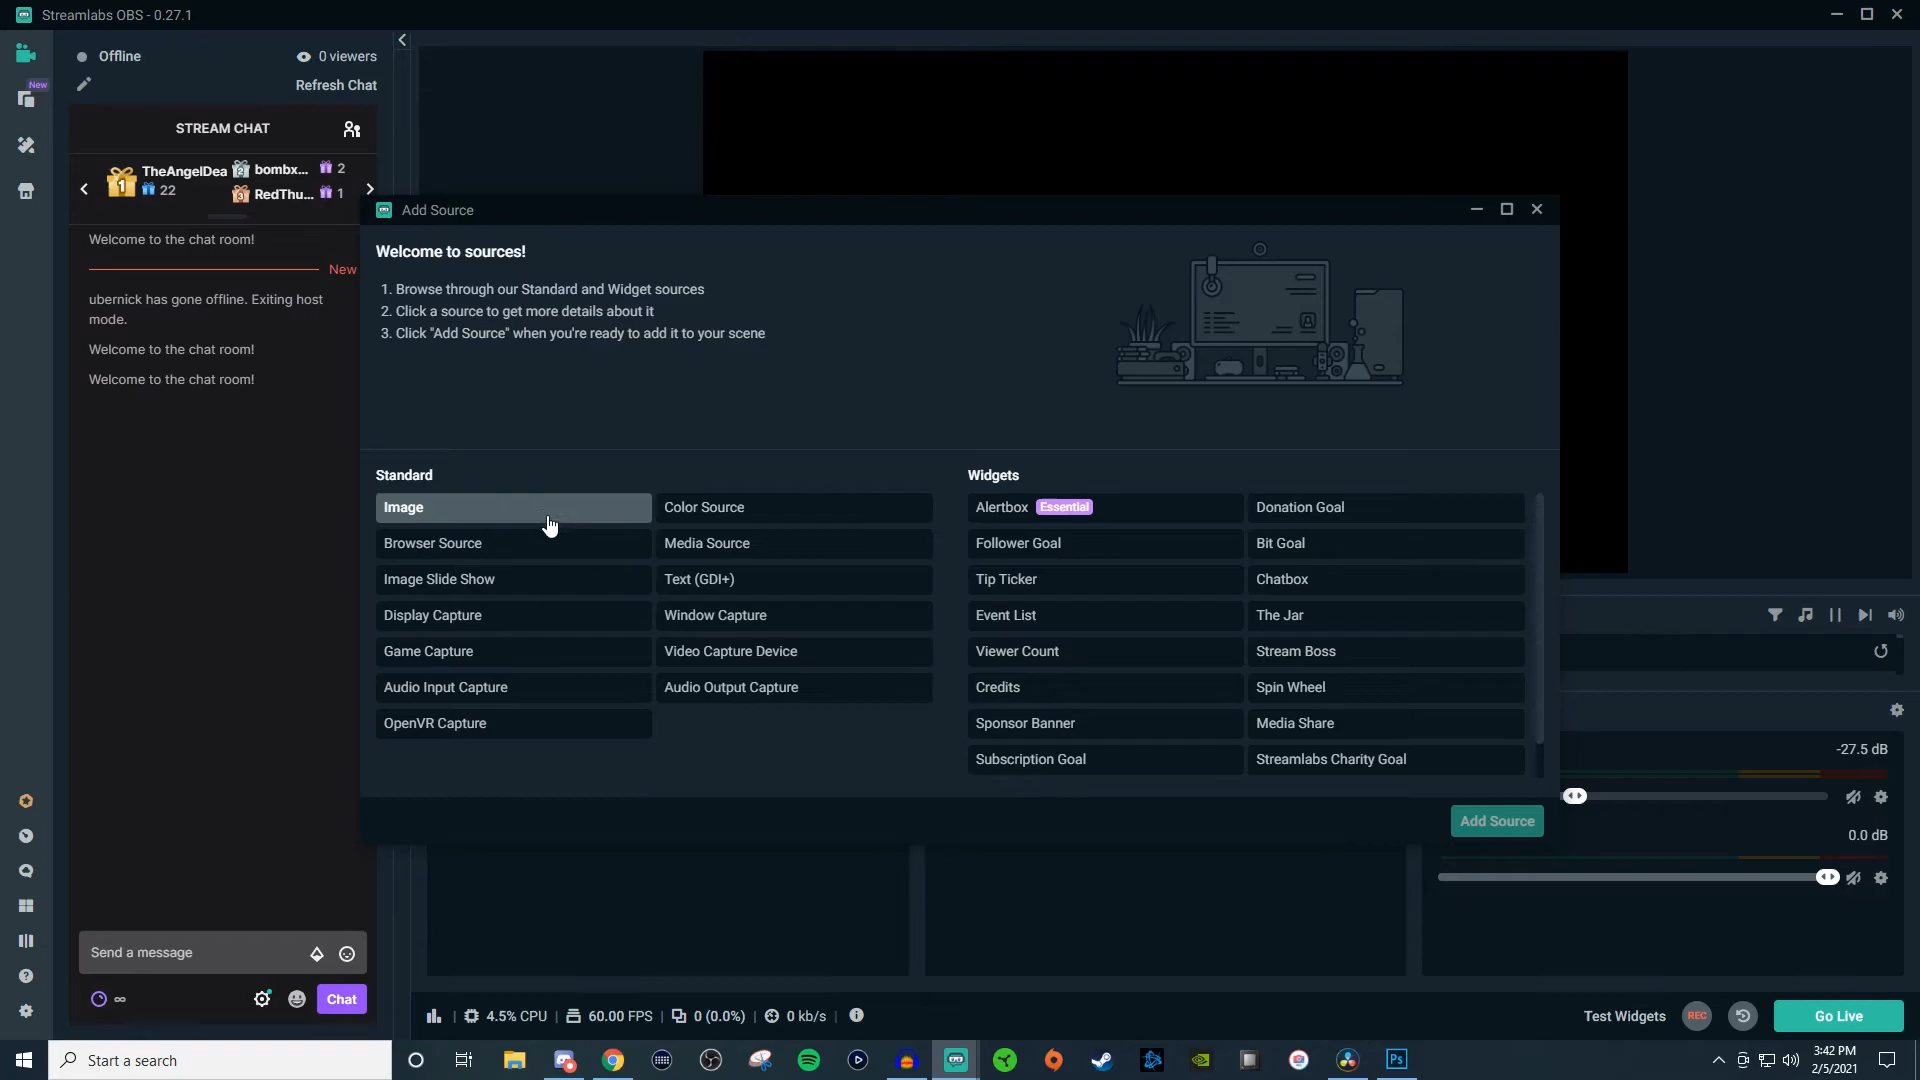 Streamlabs OBS - 0.27.1
Offline
0 viewers
Refresh Chat
New
STREAM CHAT
1
TheAngelDea
22
2
bombx...
2
3
RedThu...
1
Welcome to the chat room!
New
ubernick has gone offline. Exiting host
mode.
Welcome to the chat room!
Welcome to the chat room!
Send a message
∞
Chat
Add Source
Welcome to sources!
1. Browse through our Standard and Widget sources
2. Click a source to get more details about it
3. Click "Add Source" when you're ready to add it to your scene
Standard
Image
Color Source
Browser Source
Media Source
Image Slide Show
Text (GDI+)
Display Capture
Window Capture
Game Capture
Video Capture Device
Audio Input Capture
Audio Output Capture
OpenVR Capture
Widgets
Alertbox Essential
Donation Goal
Follower Goal
Bit Goal
Tip Ticker
Chatbox
Event List
The Jar
Viewer Count
Stream Boss
Credits
Spin Wheel
Sponsor Banner
Media Share
Subscription Goal
Streamlabs Charity Goal
Add Source
-27.5 dB
0.0 dB
4.5% CPU
60.00 FPS
0 (0.0%)
0 kb/s
Test Widgets
REC
Go Live
Start a search
Ps
3:42 PM
2/5/2021